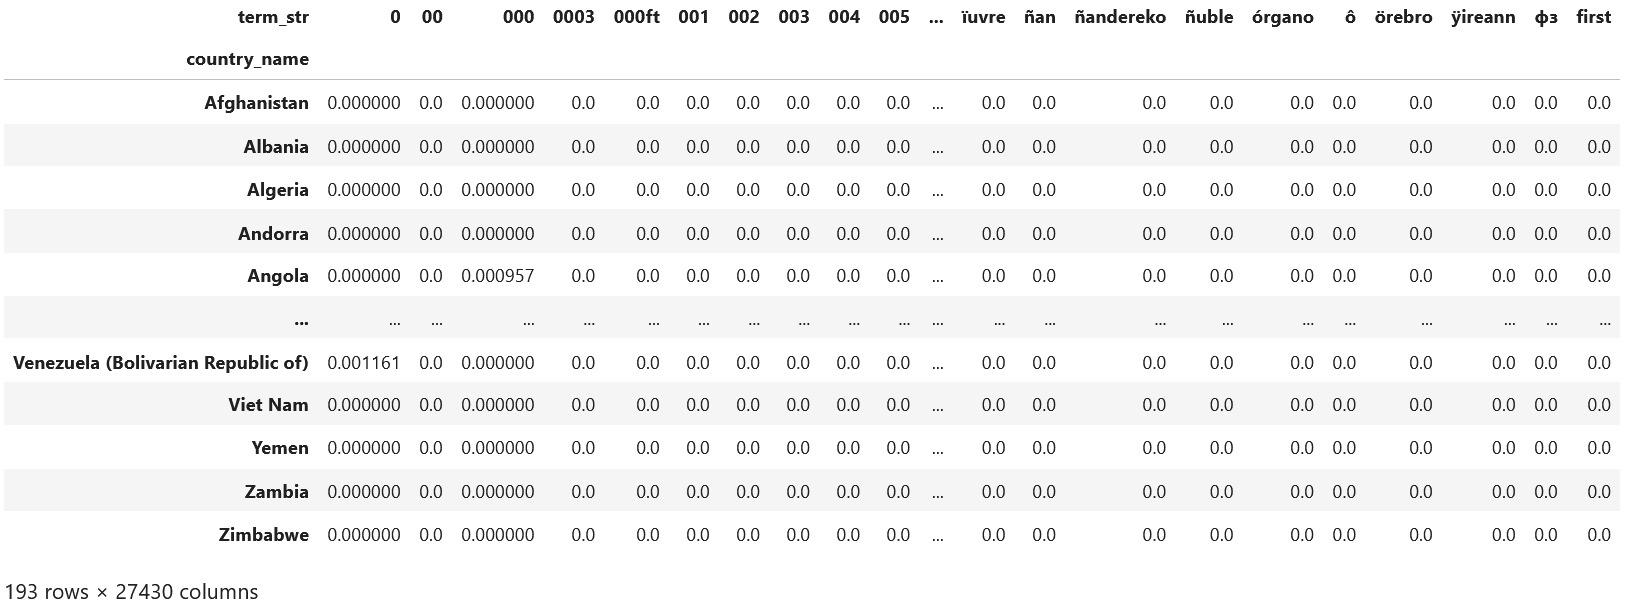 term_str 0 00 000 0003 000ft 001 002 003 004 005 ... ïuvre ñan ñandereko ñuble órgano ô örebro ÿireann фз first
country_name
Afghanistan 0.000000 0.0 0.000000 0.0 0.0 0.0 0.0 0.0 0.0 0.0 ... 0.0 0.0 0.0 0.0 0.0 0.0 0.0 0.0 0.0 0.0
Albania 0.000000 0.0 0.000000 0.0 0.0 0.0 0.0 0.0 0.0 0.0 ... 0.0 0.0 0.0 0.0 0.0 0.0 0.0 0.0 0.0 0.0
Algeria 0.000000 0.0 0.000000 0.0 0.0 0.0 0.0 0.0 0.0 0.0 ... 0.0 0.0 0.0 0.0 0.0 0.0 0.0 0.0 0.0 0.0
Andorra 0.000000 0.0 0.000000 0.0 0.0 0.0 0.0 0.0 0.0 0.0 ... 0.0 0.0 0.0 0.0 0.0 0.0 0.0 0.0 0.0 0.0
Angola 0.000000 0.0 0.000957 0.0 0.0 0.0 0.0 0.0 0.0 0.0 ... 0.0 0.0 0.0 0.0 0.0 0.0 0.0 0.0 0.0 0.0
... ... ... ... ... ... ... ... ... ... ... ... ... ... ... ... ... ... ... ... ... ...
Venezuela (Bolivarian Republic of) 0.001161 0.0 0.000000 0.0 0.0 0.0 0.0 0.0 0.0 0.0 ... 0.0 0.0 0.0 0.0 0.0 0.0 0.0 0.0 0.0 0.0
Viet Nam 0.000000 0.0 0.000000 0.0 0.0 0.0 0.0 0.0 0.0 0.0 ... 0.0 0.0 0.0 0.0 0.0 0.0 0.0 0.0 0.0 0.0
Yemen 0.000000 0.0 0.000000 0.0 0.0 0.0 0.0 0.0 0.0 0.0 ... 0.0 0.0 0.0 0.0 0.0 0.0 0.0 0.0 0.0 0.0
Zambia 0.000000 0.0 0.000000 0.0 0.0 0.0 0.0 0.0 0.0 0.0 ... 0.0 0.0 0.0 0.0 0.0 0.0 0.0 0.0 0.0 0.0
Zimbabwe 0.000000 0.0 0.000000 0.0 0.0 0.0 0.0 0.0 0.0 0.0 ... 0.0 0.0 0.0 0.0 0.0 0.0 0.0 0.0 0.0 0.0
193 rows × 27430 columns